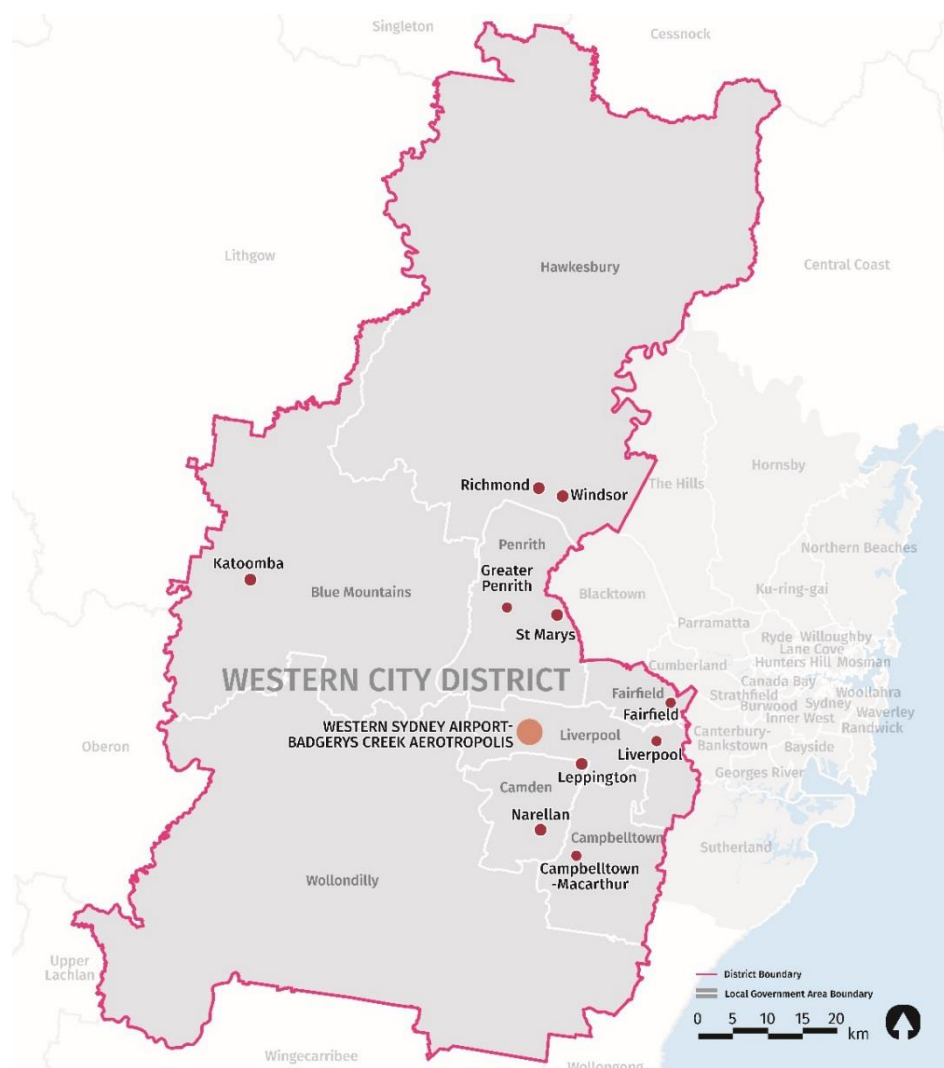 Singleton
Cessnock
Lithgow
Hawkesbury
Central Coast
Richmond
Windsor
The Hills
Hornsby
Penrith
Northern Beaches
Katoomba
Greater
Penrith
Blue Mountains
Blacktown
Ku-ring-gai
St Marys
Parramatta
Ryde
Willoughby
Lane Cove
Cumberland
Hunters Hill
Mosman
WESTERN CITY DISTRICT
Canada Bay
Fairfield
Strathfield
Woollahra
Burwood
Sydney
Fairfield
Inner West
Waverley
Randwick
WESTERN SYDNEY AIRPORT-
BADGERYS CREEK AEROTROPOLIS
Liverpool
Canterbury-
Bankstown
Bayside
Oberon
Liverpool
Georges River
Leppington
Camden
Narellan
Campbelltown
Sutherland
Campbelltown
-Macarthur
Wollondilly
Upper
Lachlan
District Boundary
Local Government Area Boundary
0 5 10 15 20
km
Wingecarribee
Wollongong